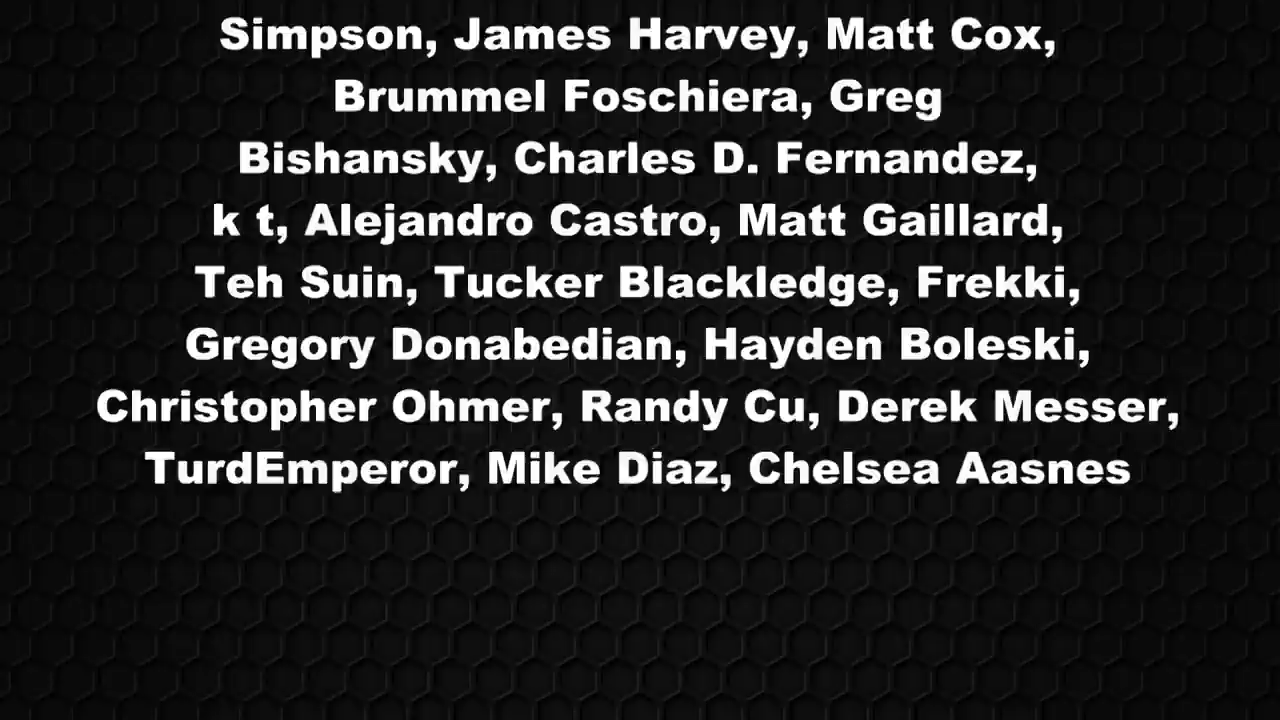 Simpson, James Harvey, Matt Cox,
Brummel Foschiera, Greg
Bishansky, Charles D. Fernandez,
k t, Alejandro Castro, Matt Gaillard,
Teh Suin, Tucker Blackledge, Frekki,
Gregory Donabedian, Hayden Boleski,
Christopher Ohmer, Randy Cu, Derek Messer,
TurdEmperor, Mike Diaz, Chelsea Aasnes